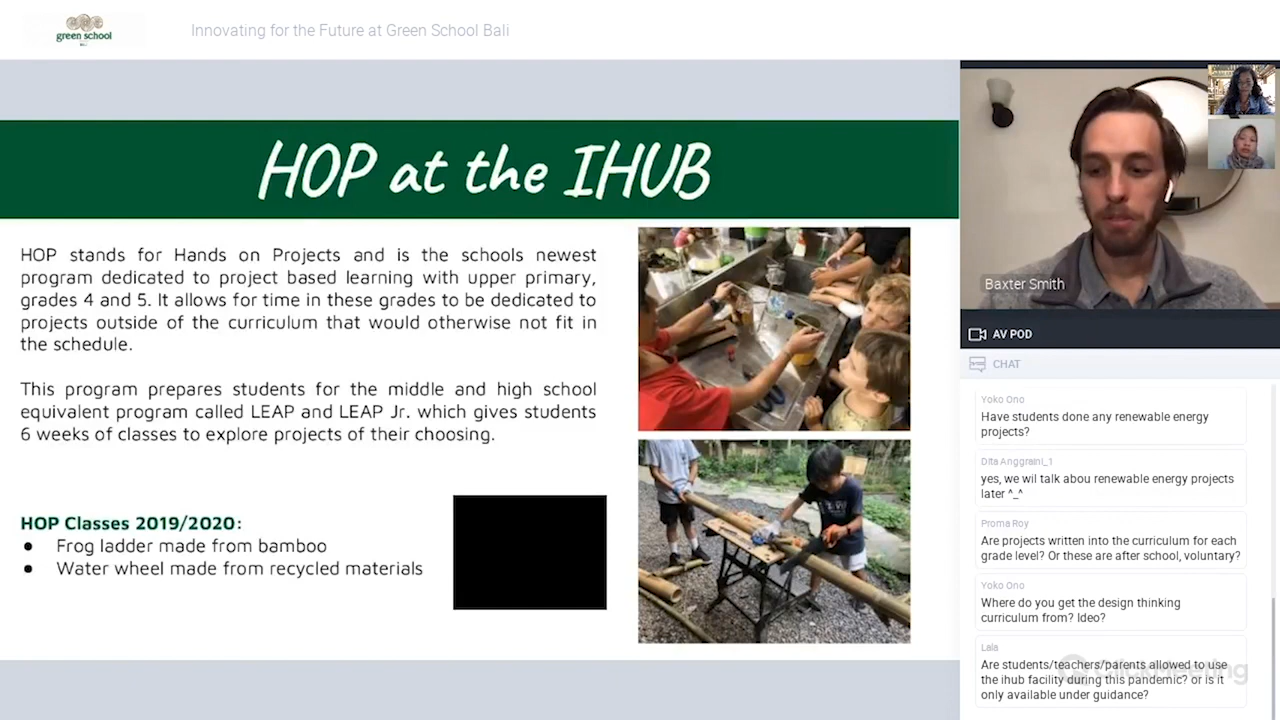 green school
BALI
Innovating for the Future at Green School Bali
HOP at the IHUB
HOP stands for Hands on Projects and is the schools newest
program dedicated to project based learning with upper primary,
grades 4 and 5. It allows for time in these grades to be dedicated to
projects outside of the curriculum that would otherwise not fit in
the schedule.
This program prepares students for the middle and high school
equivalent program called LEAP and LEAP Jr. which gives students
6 weeks of classes to explore projects of their choosing.
HOP Classes 2019/2020:
● Frog ladder made from bamboo
● Water wheel made from recycled materials
Baxter Smith
AV POD
CHAT
Yoko Ono
Have students done any renewable energy
projects?
Dita Anggraini_1
yes, we wil talk abou renewable energy projects
later ^_^
Proma Roy
Are projects written into the curriculum for each
grade level? Or these are after school, voluntary?
Yoko Ono
Where do you get the design thinking
curriculum from? Ideo?
Lala
Are students/teachers/parents allowed to use
the ihub facility during this pandemic? or is it
only available under guidance?
clickmeeting